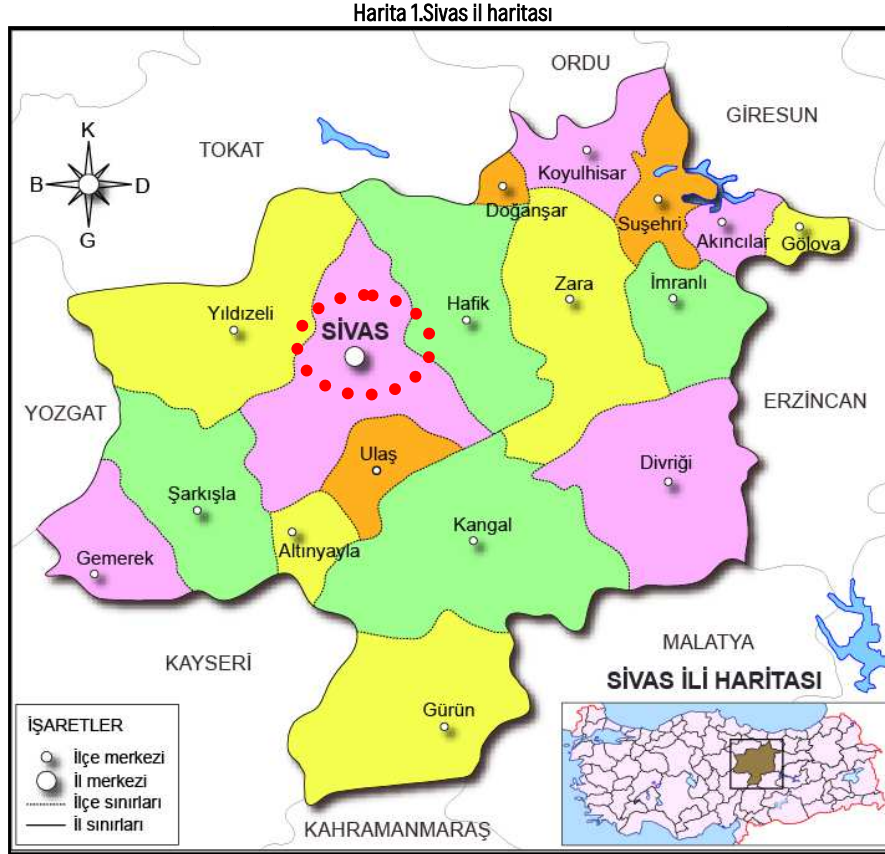 Harita 1.Sivas il haritası
ORDU
GİRESUN
TOKAT
K
B
D
G
Koyulhisar
Doğanşar
Suşehri
Akıncılar
Gölova
Yıldızeli
SİVAS
Hafik
Zara
İmranlı
YOZGAT
ERZİNCAN
Ulaş
Divriği
Şarkışla
Kangal
Altınyayla
Gemerek
KAYSERİ
MALATYA
SİVAS İLİ HARİTASI
Gürün
İŞARETLER
İlçe merkezi
İl merkezi
İlçe sınırları
İl sınırları
KAHRAMANMARAŞ